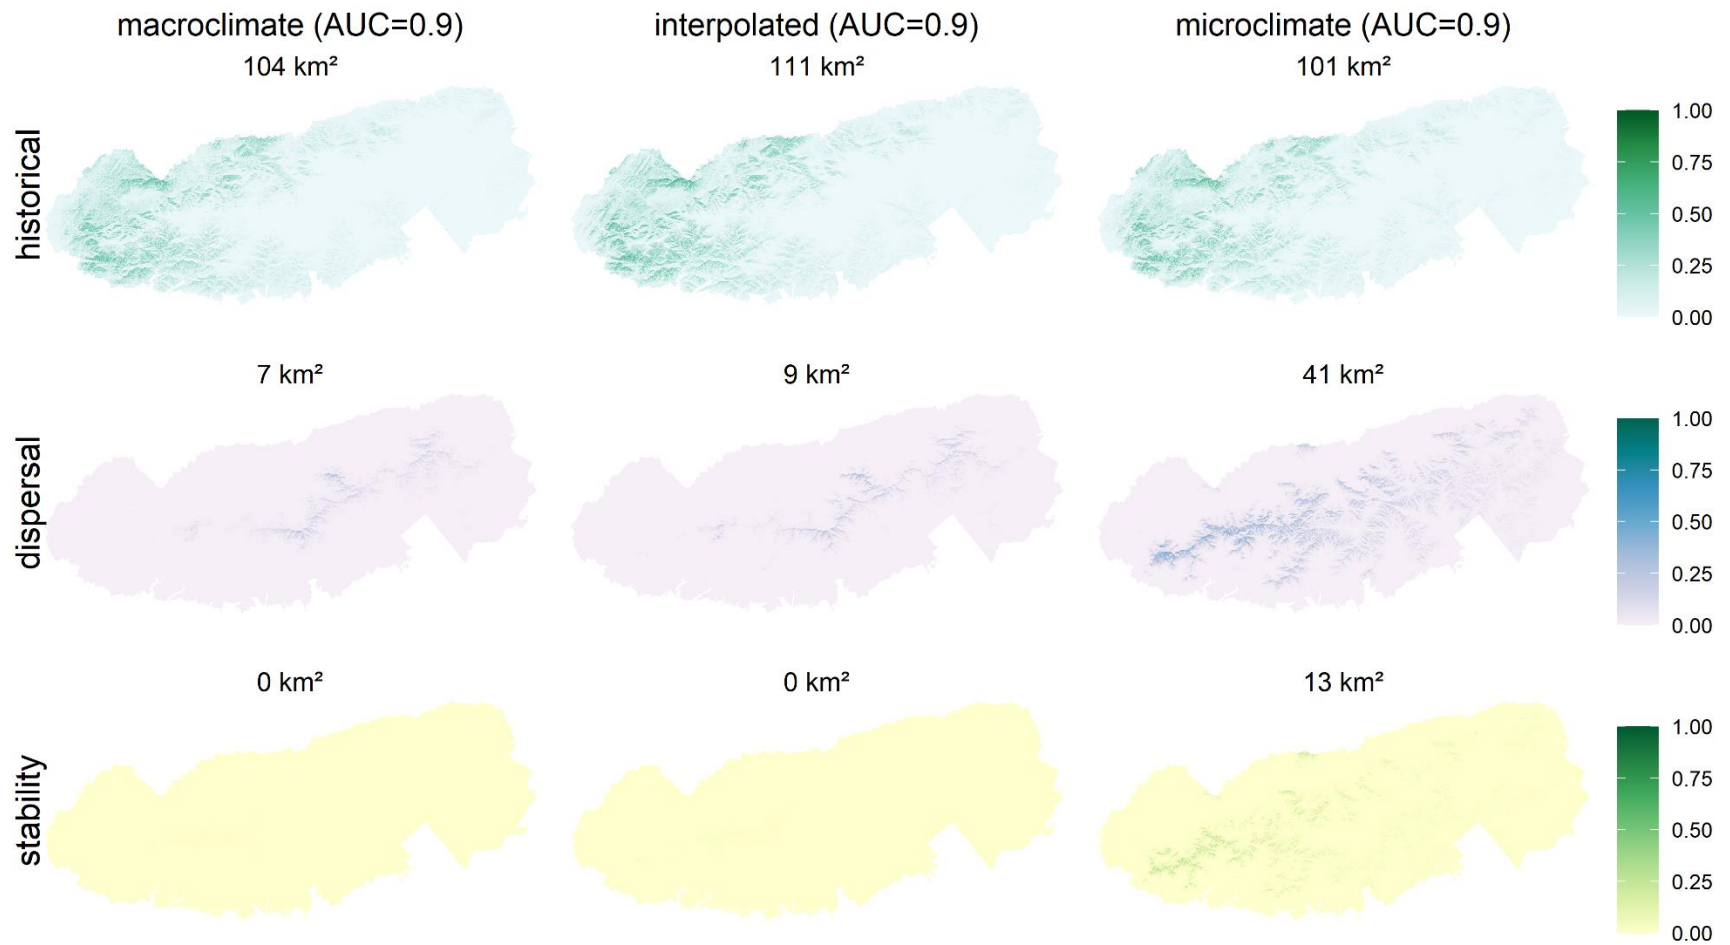 macroclimate (AUC=0.9) interpolated (AUC=0.9) microclimate (AUC=0.9)
104 km² 111 km² 101 km²
historical
1.00
0.75
0.50
0.25
0.00
7 km² 9 km² 41 km²
dispersal
1.00
0.75
0.50
0.25
0.00
0 km² 0 km² 13 km²
stability
1.00
0.75
0.50
0.25
0.00